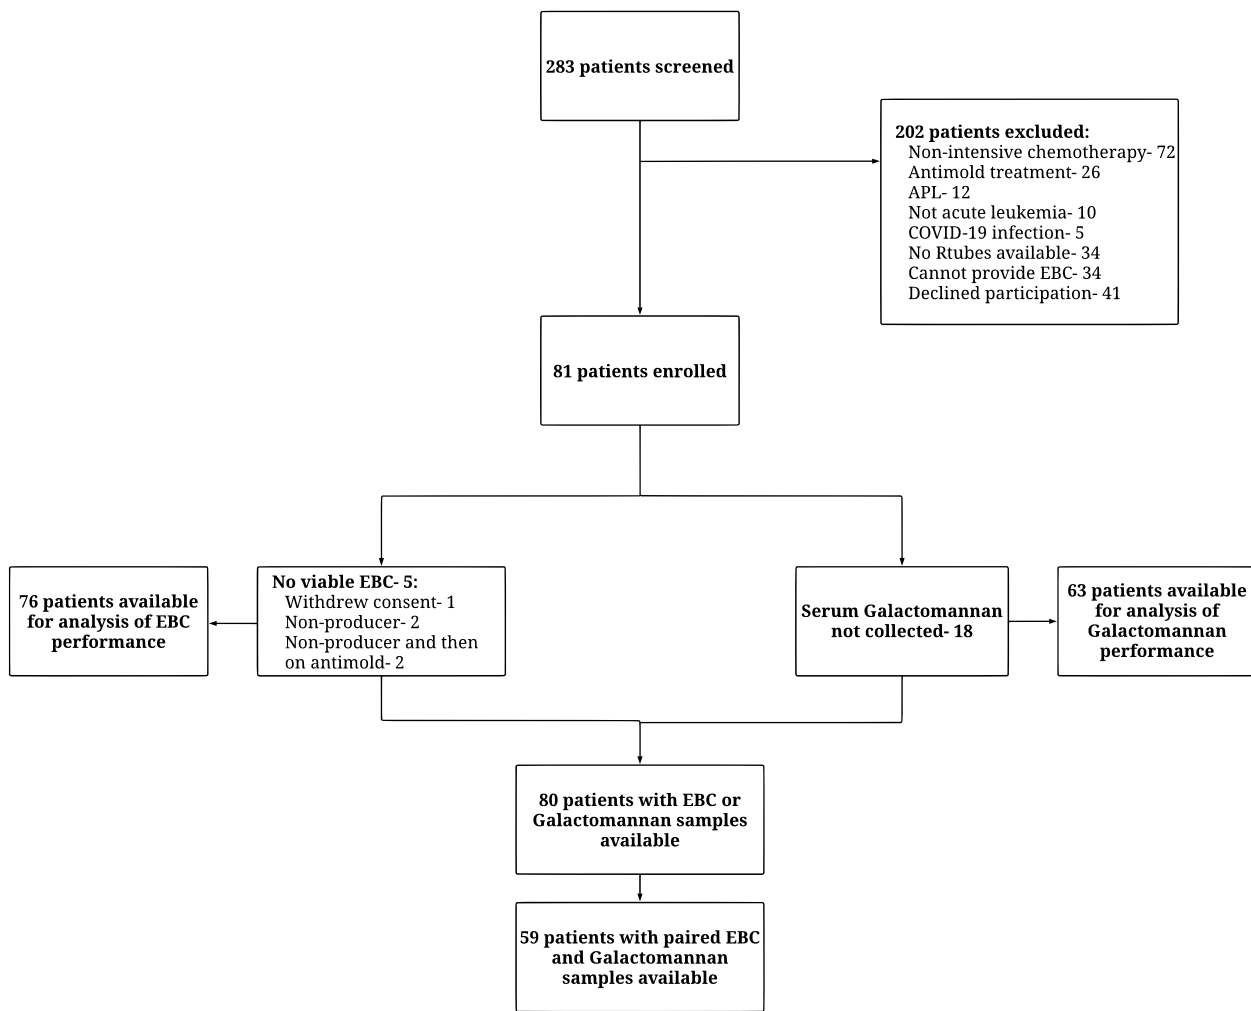 283 patients screened
202 patients excluded:
Non-intensive chemotherapy- 72
Antimold treatment- 26
APL- 12
Not acute leukemia- 10
COVID-19 infection- 5
No Rtubes available- 34
Cannot provide EBC- 34
Declined participation- 41
81 patients enrolled
76 patients available
for analysis of EBC
performance
No viable EBC- 5:
Withdrew consent- 1
Non-producer- 2
Non-producer and then
on antimold- 2
Serum Galactomannan
not collected- 18
63 patients available
for analysis of
Galactomannan
performance
80 patients with EBC or
Galactomannan samples
available
59 patients with paired EBC
and Galactomannan
samples available